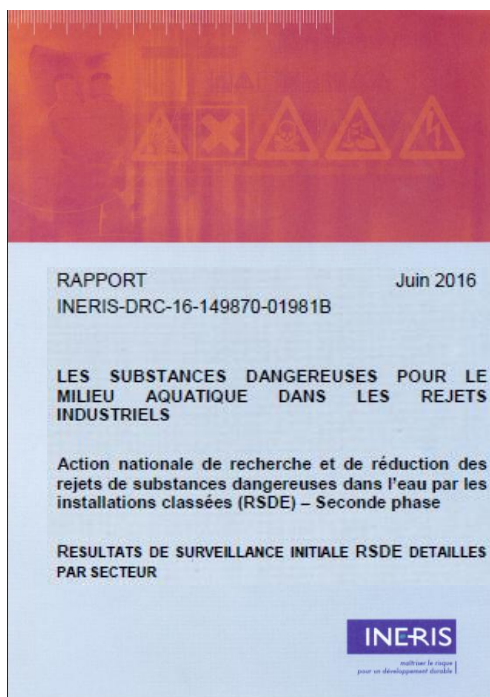 RAPPORT Juin 2016
INERIS-DRC-16-149870-01981B
LES SUBSTANCES DANGEREUSES POUR LE
MILIEU AQUATIQUE DANS LES REJETS
INDUSTRIELS
Action nationale de recherche et de réduction des
rejets de substances dangereuses dans l'eau par les
installations classées (RSDE) – Seconde phase
RESULTATS DE SURVEILLANCE INITIALE RSDE DETAILLES
PAR SECTEUR
INERIS
maîtriser le risque
pour un développement durable